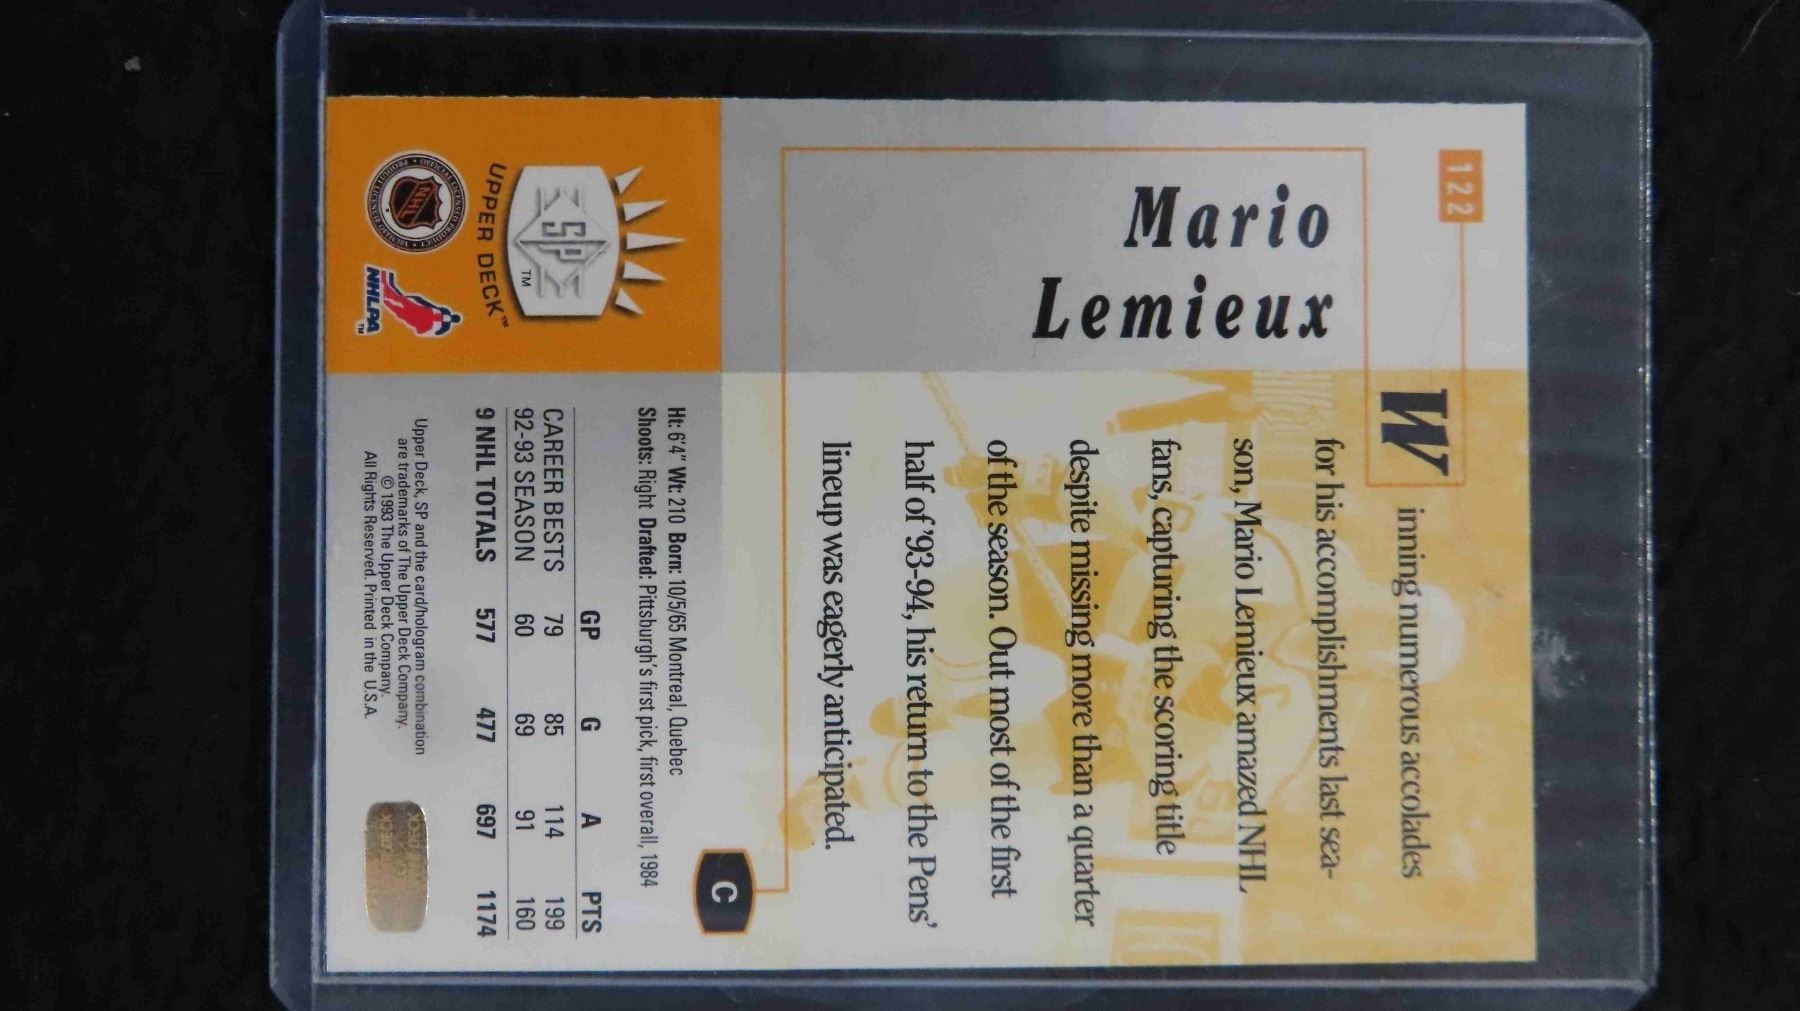 122
Mario
Lemieux
Winning numerous accolades
for his accomplishments last sea-
son, Mario Lemieux amazed NHL
fans, capturing the scoring title
despite missing more than a quarter
of the season. Out most of the first
half of '93-94, his return to the Pens'
lineup was eagerly anticipated.
C
Ht: 6'4" Wt: 210 Born: 10/5/65 Montreal, Quebec
Shoots: Right Drafted: Pittsburgh's first pick, first overall, 1984
GP G A PTS
CAREER BESTS 79 85 114 199
92-93 SEASON 60 69 91 160
9 NHL TOTALS 577 477 697 1174
SP
TM
UPPER DECK™
NHL
NHLPA
TM
Upper Deck, SP and the card/hologram combination
are trademarks of The Upper Deck Company.
© 1993 The Upper Deck Company.
All Rights Reserved. Printed in the U.S.A.